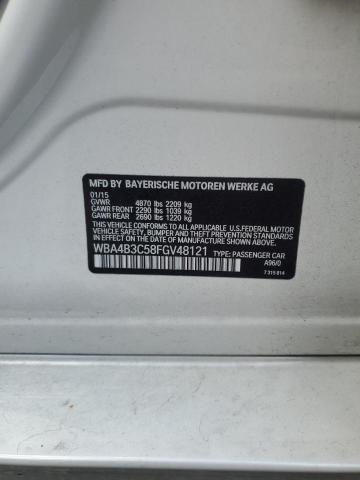 MFD BY BAYERISCHE MOTOREN WERKE AG
01/15
GVWR 4870 lbs 2209 kg
GAWR FRONT 2290 lbs 1039 kg
GAWR REAR 2690 lbs 1220 kg
THIS VEHICLE CONFORMS TO ALL APPLICABLE U.S.FEDERAL MOTOR
VEHICLE SAFETY, BUMPER, AND THEFT PREVENTION STANDARDS
IN EFFECT ON THE DATE OF MANUFACTURE SHOWN ABOVE.
WBA4B3C58FGV48121 TYPE: PASSENGER CAR
A96/0
7 315 814